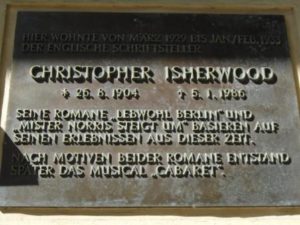 HIER WOHNTE VON MÄRZ 1929 BIS JAN/FEB. 1933
DER ENGLISCHE SCHRIFTSTELLER
CHRISTOPHER ISHERWOOD
* 26. 8. 1904 † 5. 1. 1986
SEINE ROMANE „LEBWOHL BERLIN" UND
„MISTER NORRIS STEIGT UM" BASIEREN AUF
SEINEN ERLEBNISSEN AUS DIESER ZEIT.
NACH MOTIVEN BEIDER ROMANE ENTSTAND
SPÄTER DAS MUSICAL „CABARET".